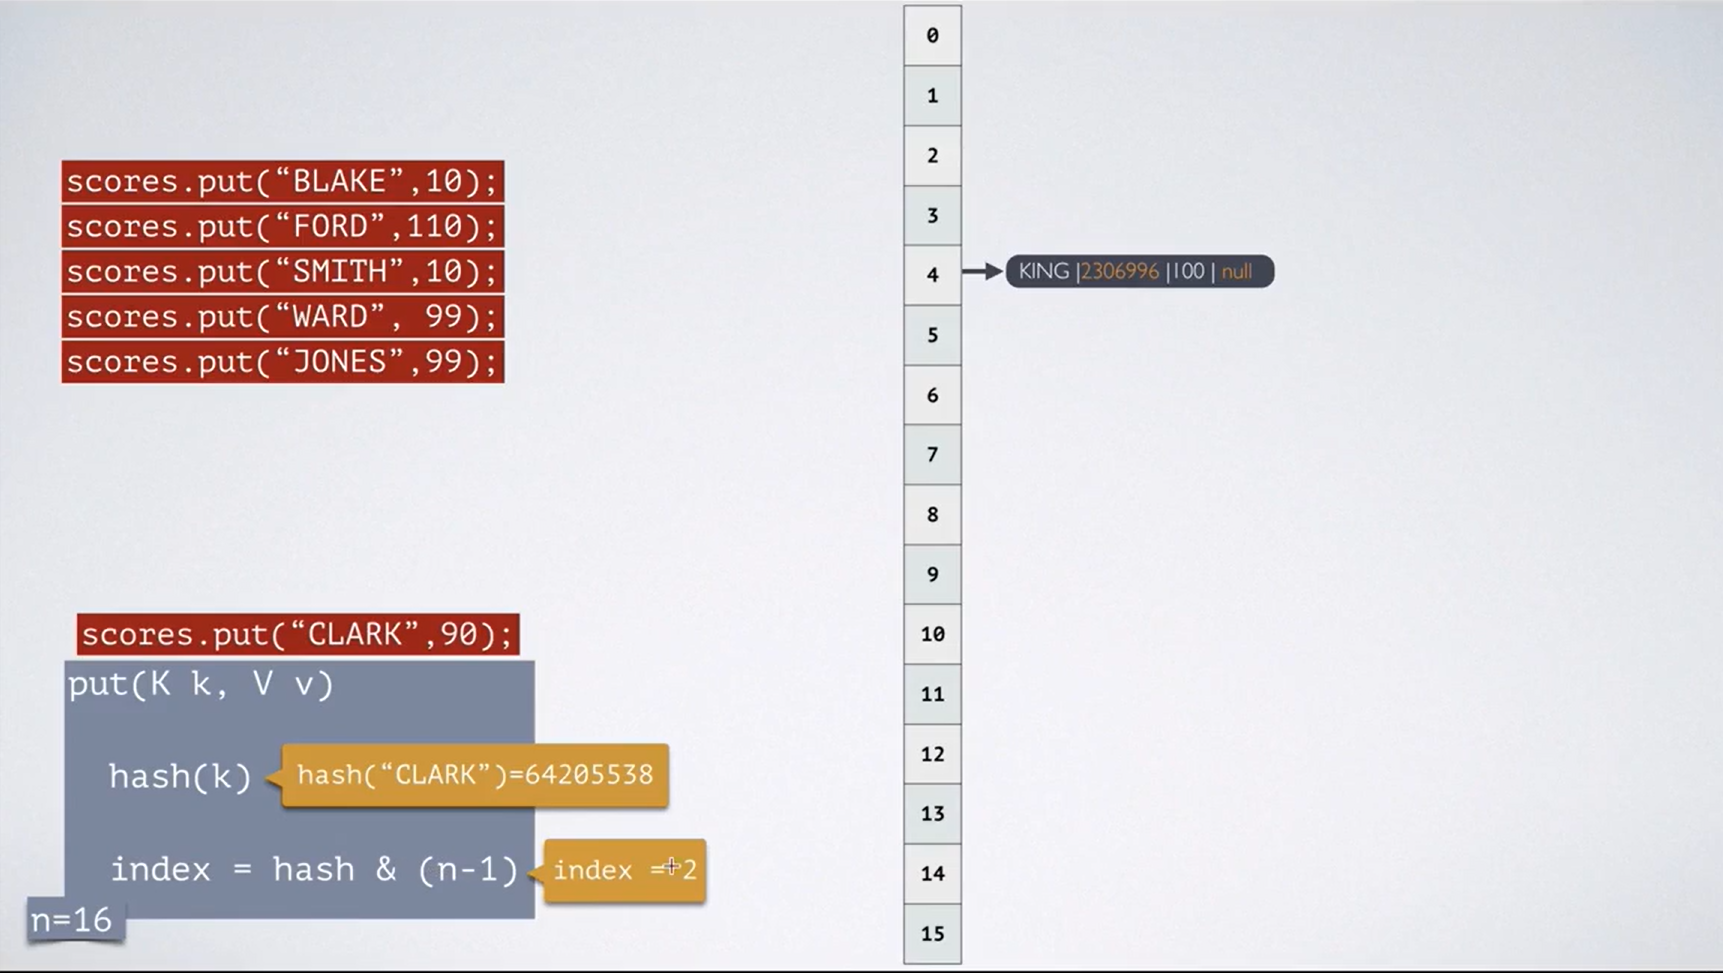 scores.put(“BLAKE”,10);
scores.put(“FORD”,110);
scores.put(“SMITH”,10);
scores.put(“WARD”, 99);
scores.put(“JONES”,99);
scores.put(“CLARK”,90);
put(K k, V v)
hash(k)
hash(“CLARK”)=64205538
index = hash & (n-1)
index = 2
n=16
0
1
2
3
4
KING |2306996 |100 | null
5
6
7
8
9
10
11
12
13
14
15